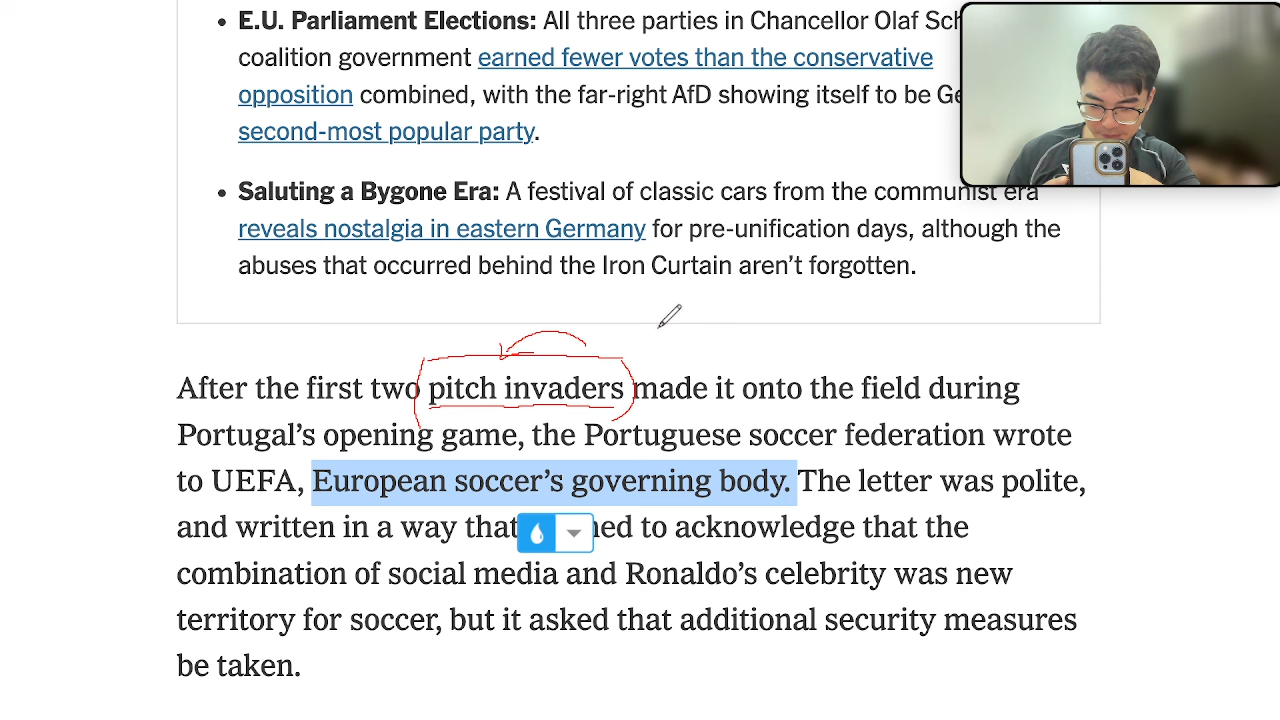 E.U. Parliament Elections: All three parties in Chancellor Olaf Sch
coalition government earned fewer votes than the conservative
opposition combined, with the far-right AfD showing itself to be Ge
second-most popular party.
Saluting a Bygone Era: A festival of classic cars from the communist era
reveals nostalgia in eastern Germany for pre-unification days, although the
abuses that occurred behind the Iron Curtain aren’t forgotten.
After the first two pitch invaders made it onto the field during
Portugal’s opening game, the Portuguese soccer federation wrote
to UEFA, European soccer’s governing body. The letter was polite,
and written in a way that ned to acknowledge that the
combination of social media and Ronaldo’s celebrity was new
territory for soccer, but it asked that additional security measures
be taken.